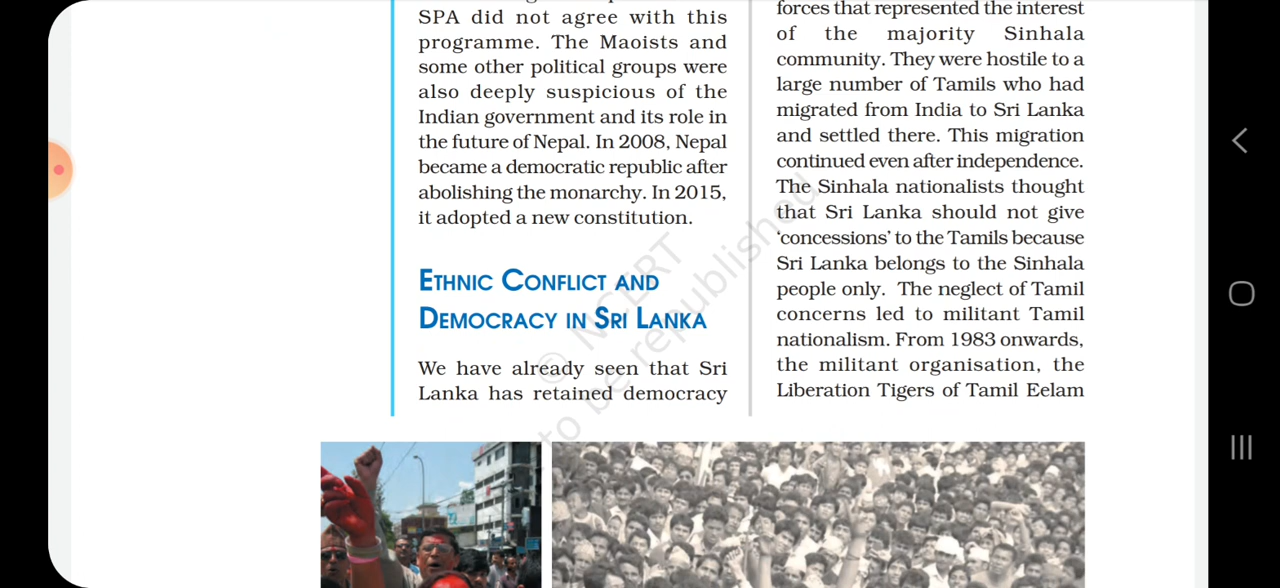 SPA did not agree with this
programme. The Maoists and
some other political groups were
also deeply suspicious of the
Indian government and its role in
the future of Nepal. In 2008, Nepal
became a democratic republic after
abolishing the monarchy. In 2015,
it adopted a new constitution.
ETHNIC CONFLICT AND
DEMOCRACY IN SRI LANKA
We have already seen that Sri
Lanka has retained democracy
forces that represented the interest
of the majority Sinhala
community. They were hostile to a
large number of Tamils who had
migrated from India to Sri Lanka
and settled there. This migration
continued even after independence.
The Sinhala nationalists thought
that Sri Lanka should not give
‘concessions’ to the Tamils because
Sri Lanka belongs to the Sinhala
people only. The neglect of Tamil
concerns led to militant Tamil
nationalism. From 1983 onwards,
the militant organisation, the
Liberation Tigers of Tamil Eelam
© NCERT
to be republished